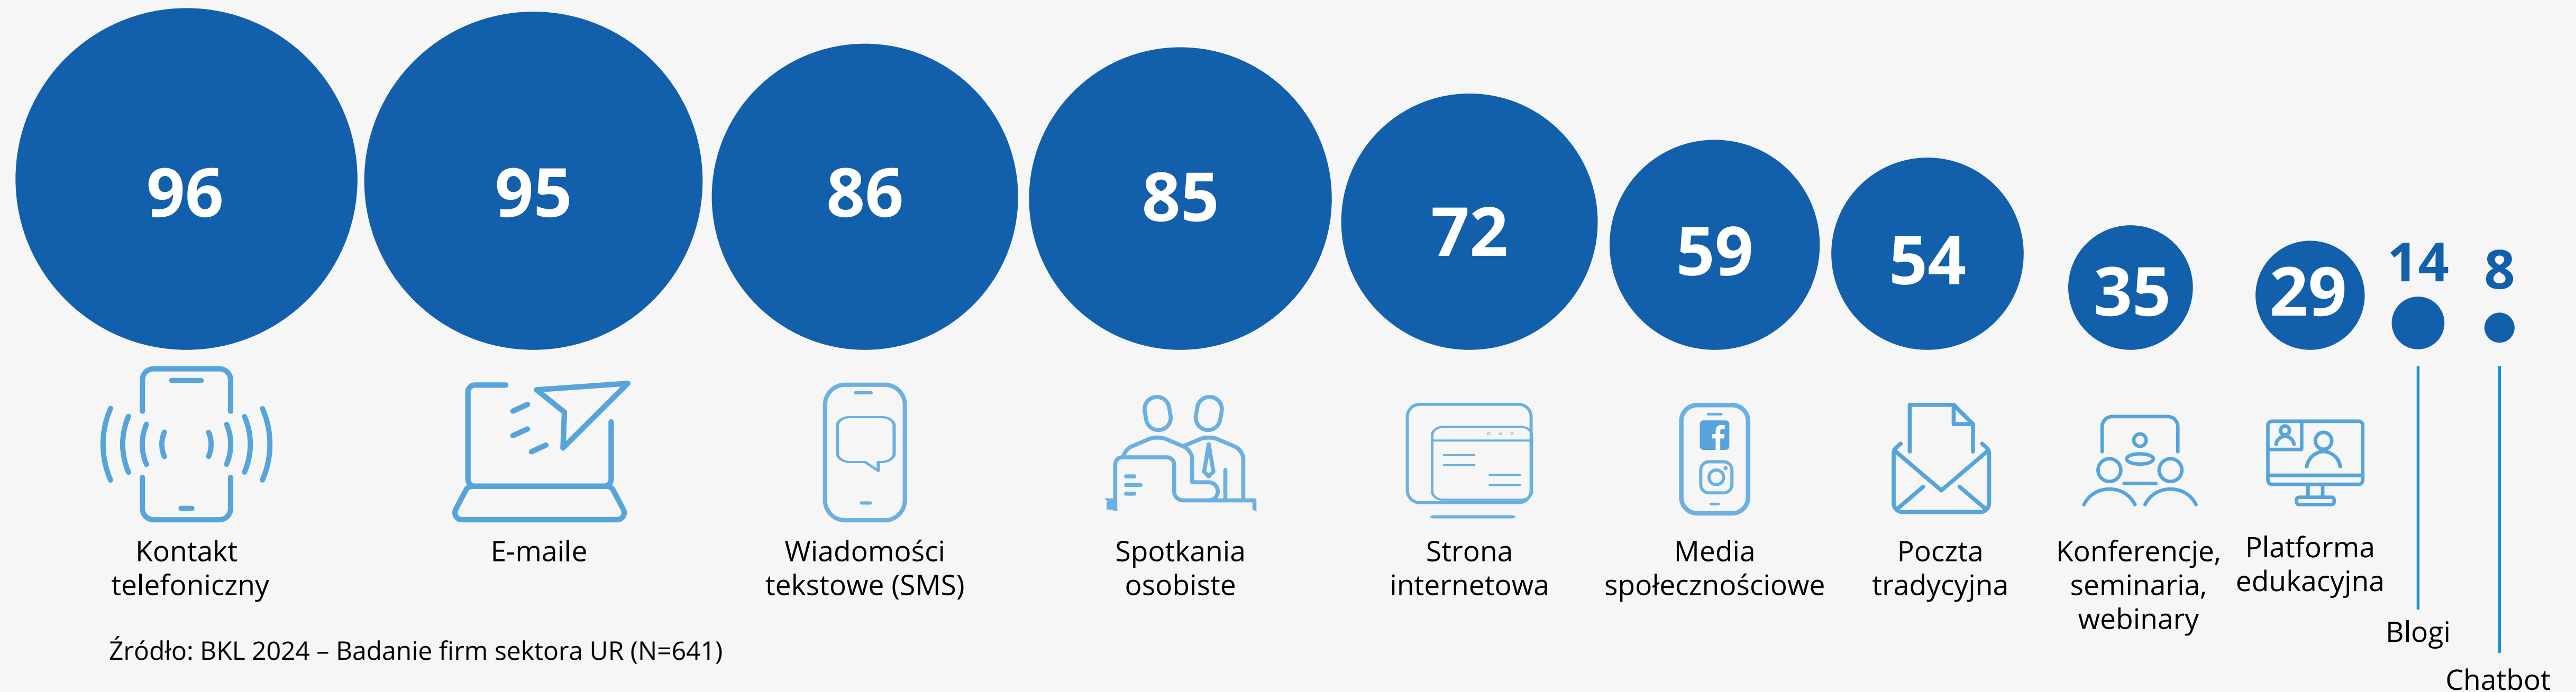 96
95
86
85
72
59
54
35
29
14
8
Kontakt
telefoniczny
E-maile
Wiadomości
tekstowe (SMS)
Spotkania
osobiste
Strona
internetowa
Media
społecznościowe
Poczta
tradycyjna
Konferencje,
seminaria,
webinary
Platforma
edukacyjna
Blogi
Chatbot
Źródło: BKL 2024 – Badanie firm sektora UR (N=641)